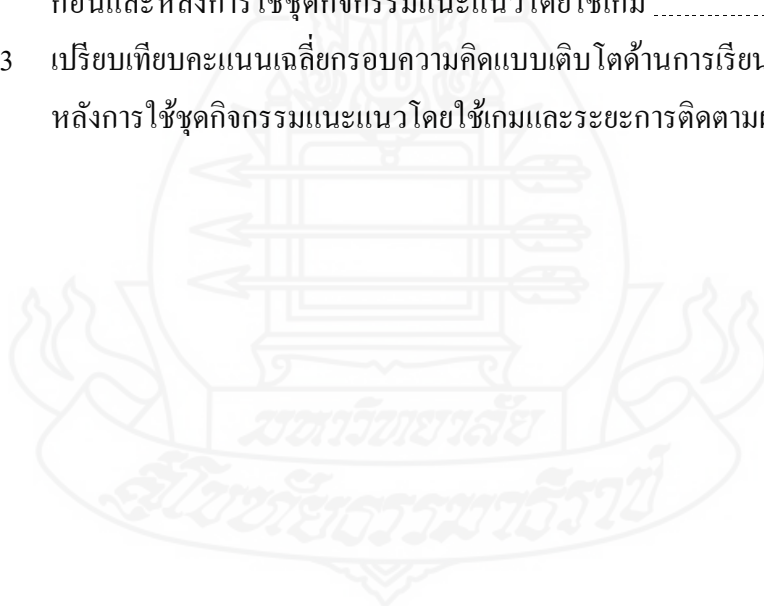 ก่อนและหลังการใช้ชุดกิจกรรมแนะแนวโดยใช้เกม
3 เปรียบเทียบคะแนนเฉลี่ยกรอบความคิดแบบเติบโตด้านการเรียน
หลังการใช้ชุดกิจกรรมแนะแนวโดยใช้เกมและระยะการติดตาม
มหาวิทยาลัย
สุโขทัยธรรมาธิราช